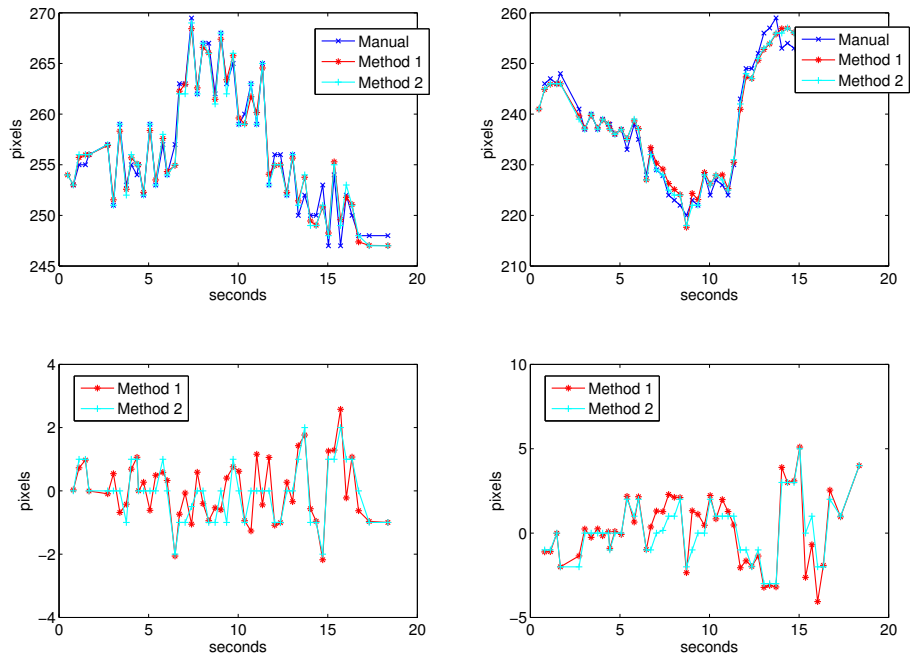 270
265
260
255
250
245
pixels
0 5 10 15 20
seconds
Manual
Method 1
Method 2
260
250
240
230
220
210
pixels
0 5 10 15 20
seconds
Manual
Method 1
Method 2
4
2
0
−2
−4
pixels
0 5 10 15 20
seconds
Method 1
Method 2
10
5
0
−5
pixels
0 5 10 15 20
seconds
Method 1
Method 2